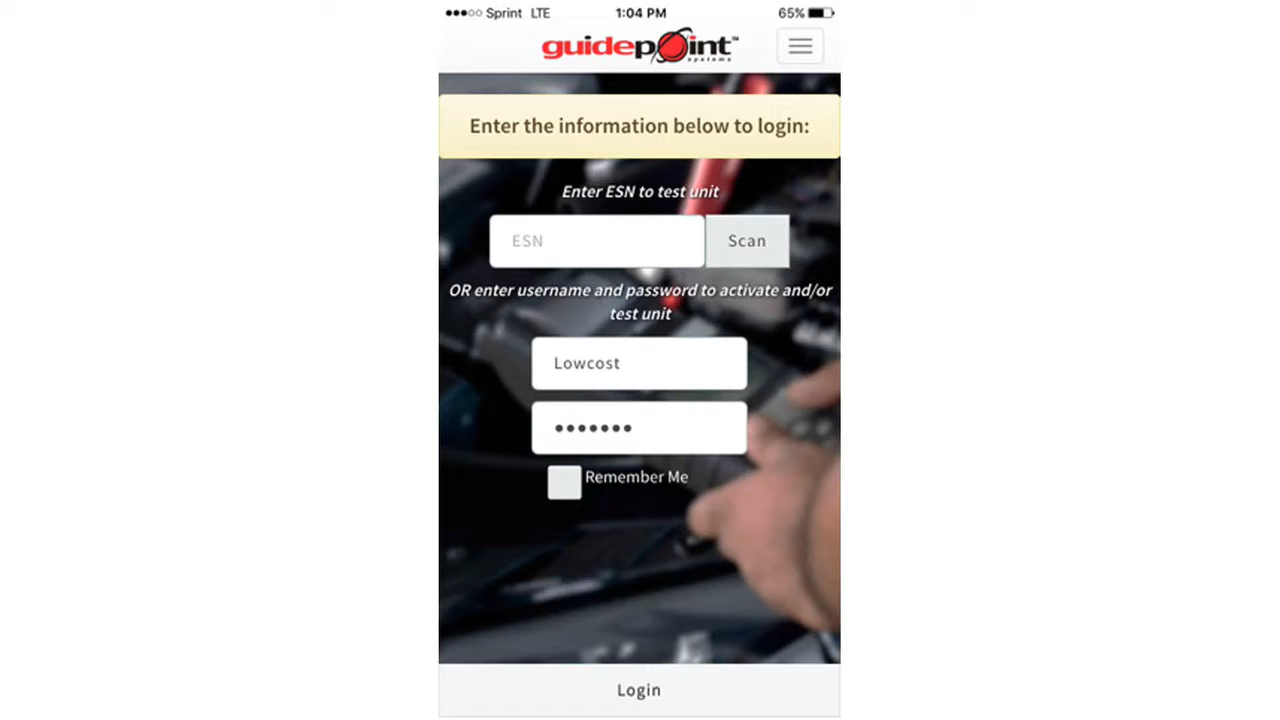 Sprint LTE 1:04 PM 65%
guidepoint™
systems
Enter the information below to login:
Enter ESN to test unit
ESN Scan
OR enter username and password to activate and/or
test unit
Lowcost
•••••••
Remember Me
Login